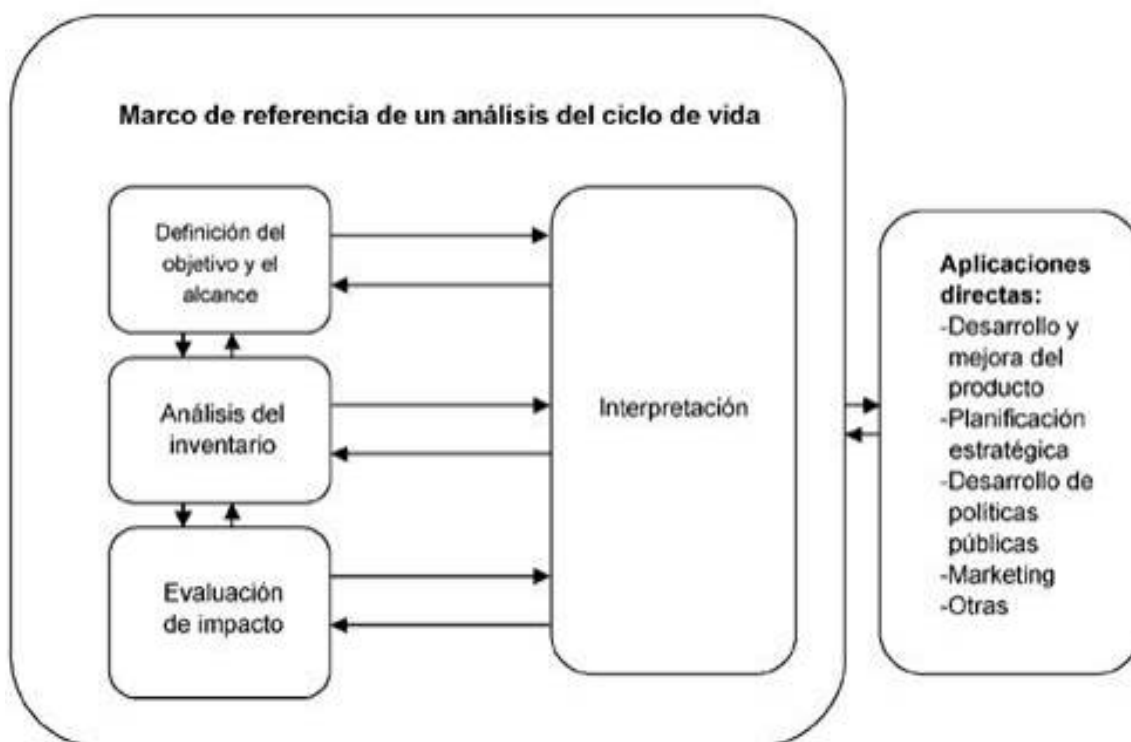 Marco de referencia de un análisis del ciclo de vida
Definición del
objetivo y el
alcance
Análisis del
inventario
Evaluación
de impacto
Interpretación
Aplicaciones
directas:
-Desarrollo y
mejora del
producto
-Planificación
estratégica
-Desarrollo de
políticas
públicas
-Marketing
-Otras